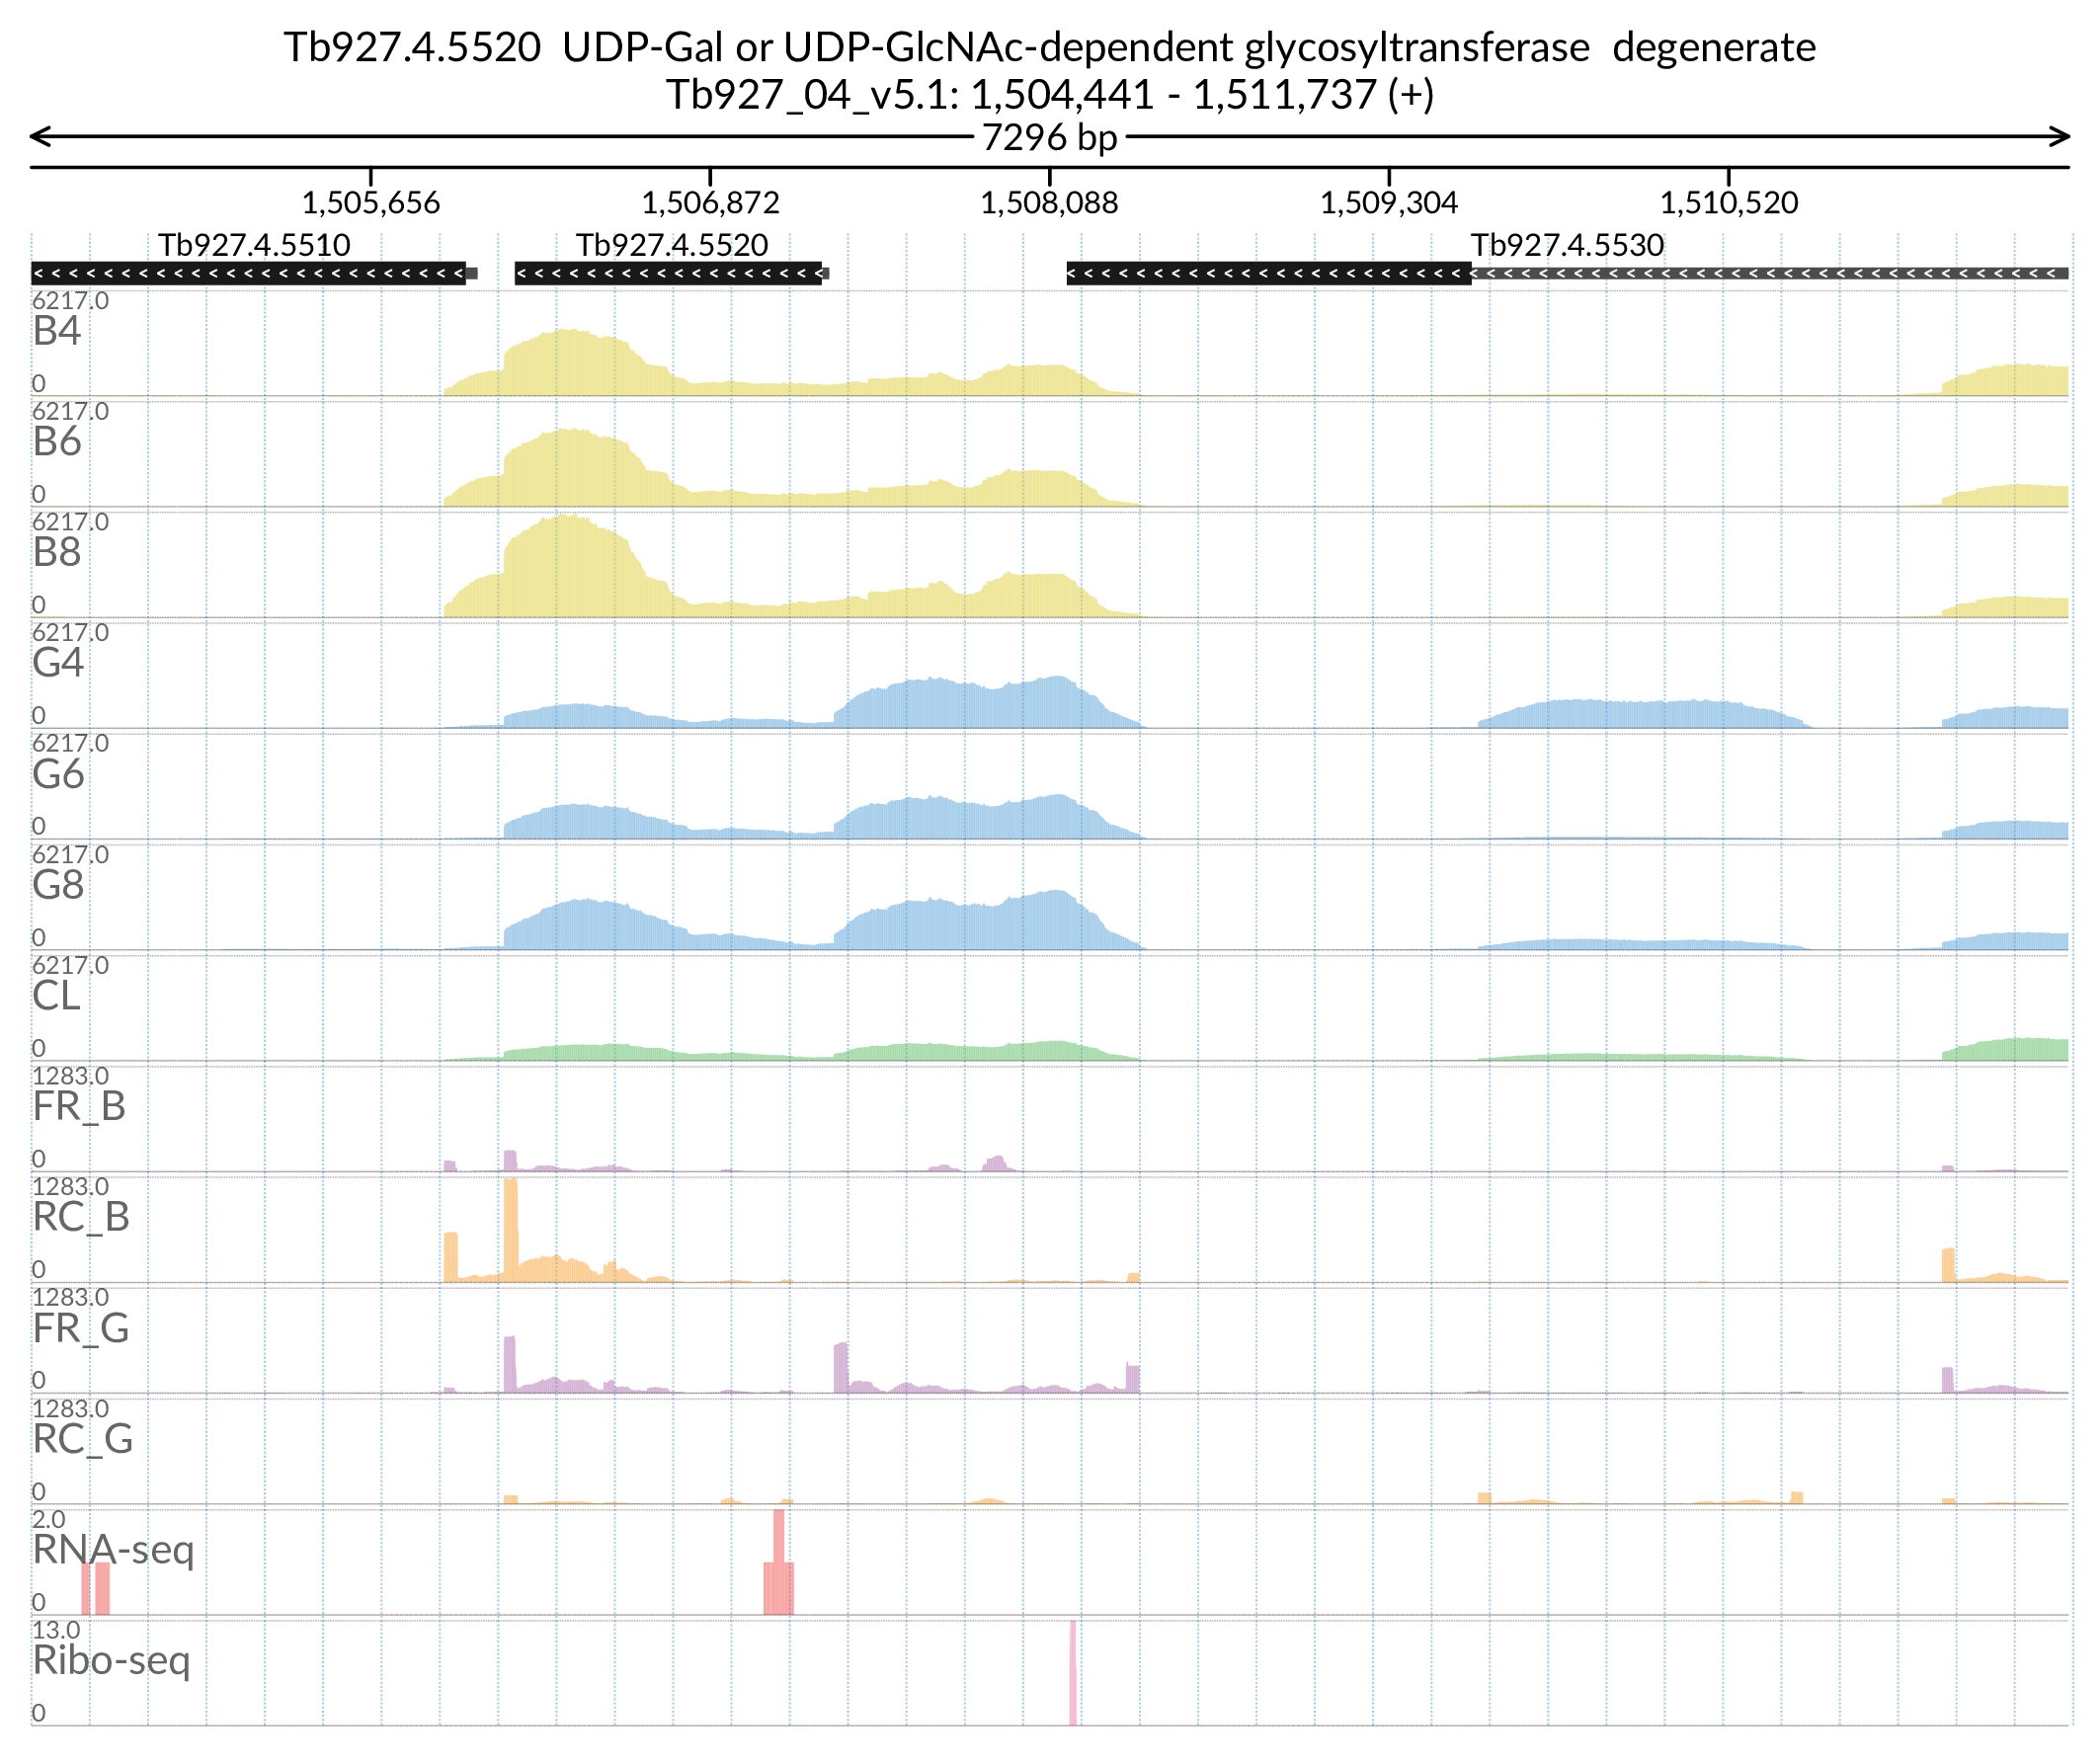 Tb927.4.5520  UDP-Gal or UDP-GlcNAc-dependent glycosyltransferase  degenerate
Tb927_04_v5.1: 1,504,441 - 1,511,737 (+)
7296 bp
1,505,656 1,506,872 1,508,088 1,509,304 1,510,520
Tb927.4.5510 Tb927.4.5520 Tb927.4.5530
6217.0
B4
0
6217.0
B6
0
6217.0
B8
0
6217.0
G4
0
6217.0
G6
0
6217.0
G8
0
6217.0
CL
0
1283.0
FR_B
0
1283.0
RC_B
0
1283.0
FR_G
0
1283.0
RC_G
0
2.0
RNA-seq
0
13.0
Ribo-seq
0